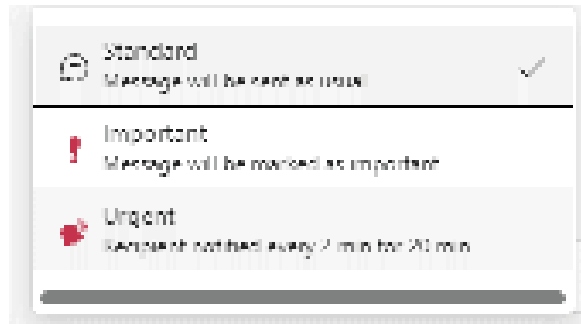 Standard
Message will be sent as usual
Important
Message will be marked as important
Urgent
Recipient notified every 2 min for 20 min